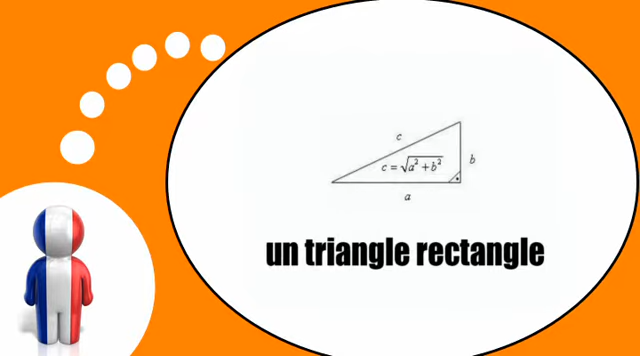 c
b
c = √a² + b²
a
un triangle rectangle